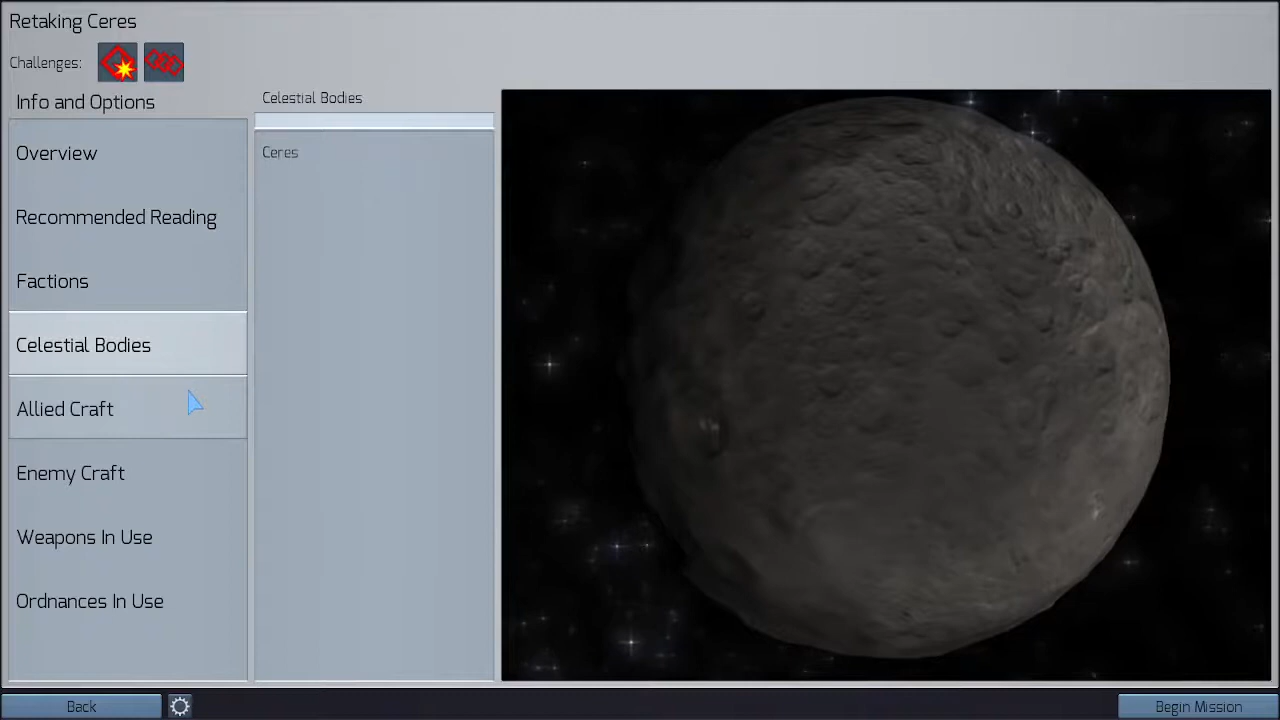 Retaking Ceres
Challenges:
Info and Options
Overview
Recommended Reading
Factions
Celestial Bodies
Allied Craft
Enemy Craft
Weapons In Use
Ordnances In Use
Celestial Bodies
Ceres
Back
Begin Mission